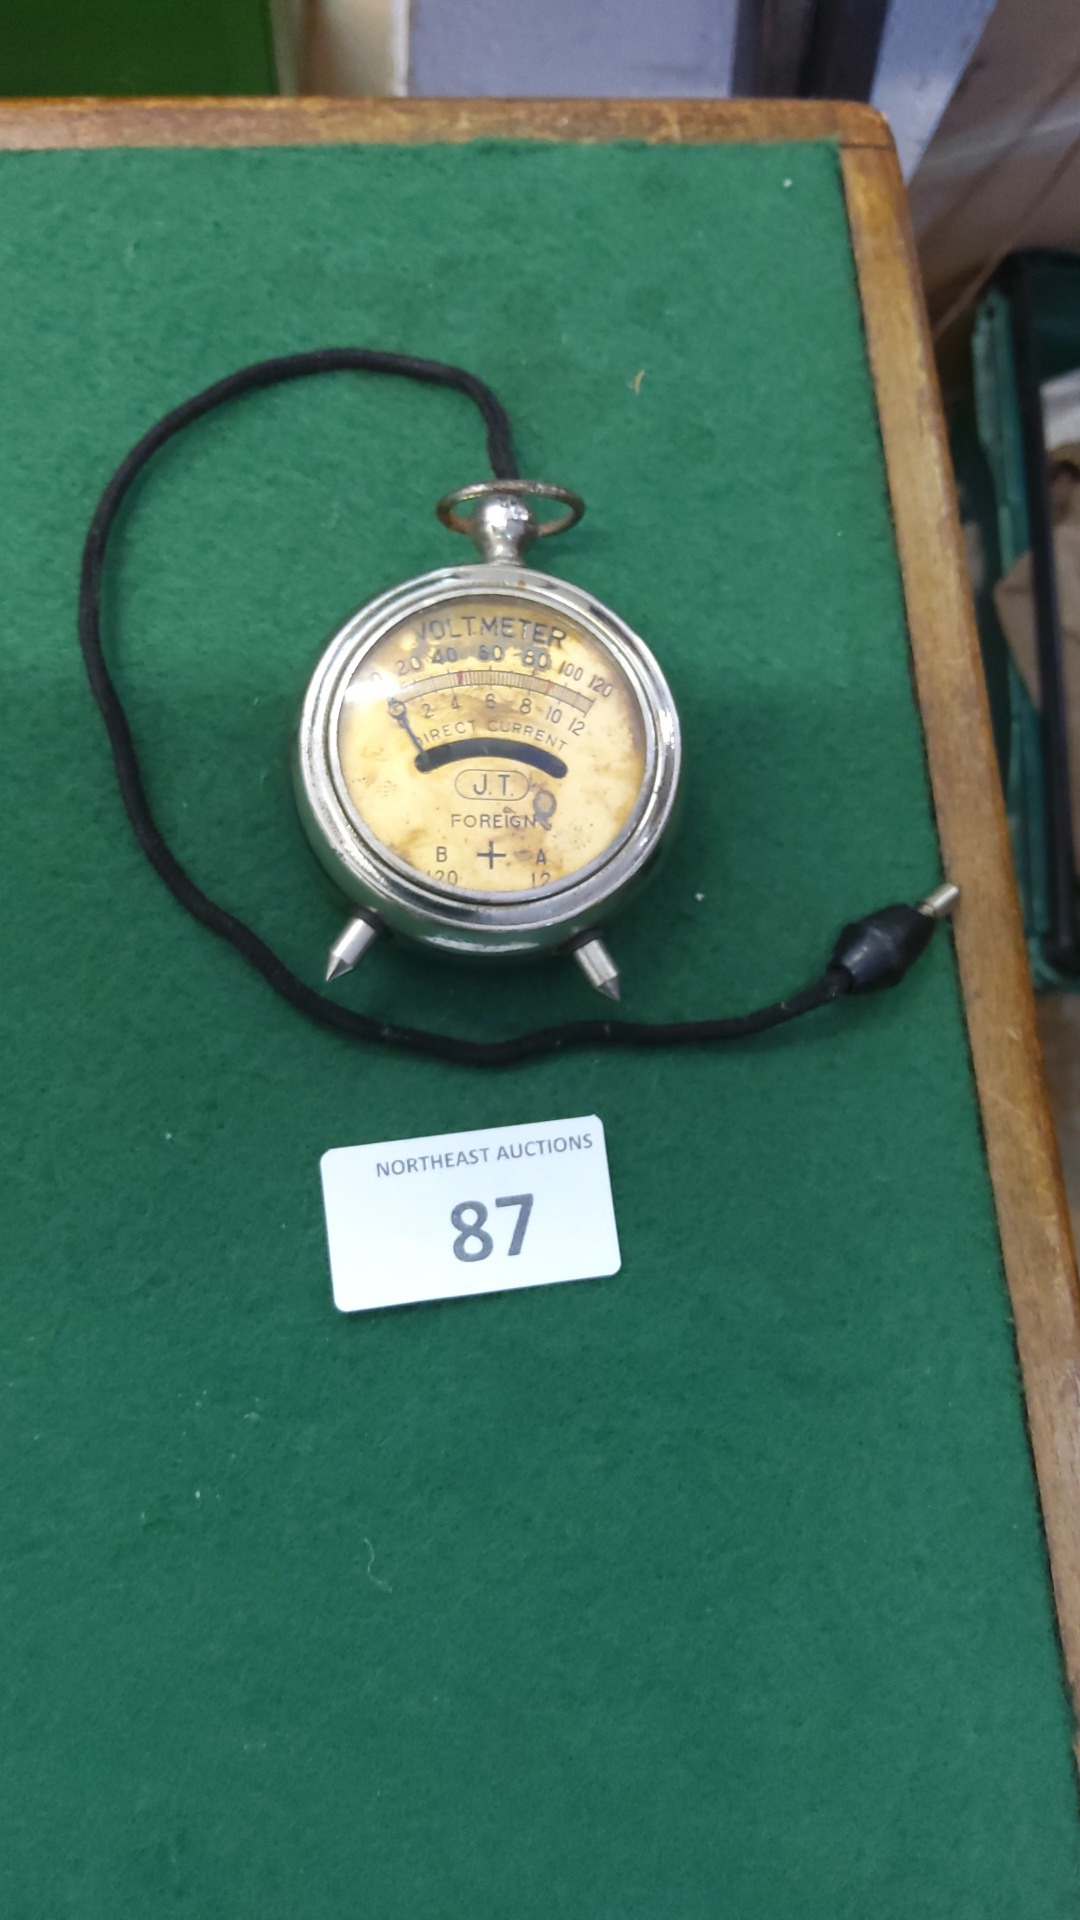 VOLTMETER
0 20 40 60 80 100 120
2 4 6 8 10 12
DIRECT CURRENT
J.T.
FOREIGN
B + A
120 12
NORTHEAST AUCTIONS
87